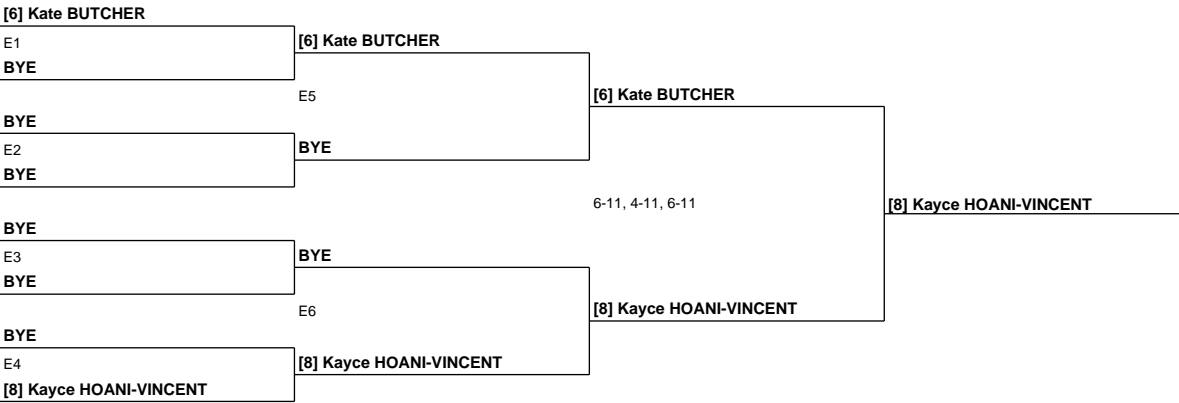 [6] Kate BUTCHER
E1
BYE
[6] Kate BUTCHER
E5
[6] Kate BUTCHER
BYE
E2
BYE
BYE
6-11, 4-11, 6-11
[8] Kayce HOANI-VINCENT
BYE
E3
BYE
BYE
E6
[8] Kayce HOANI-VINCENT
BYE
E4
[8] Kayce HOANI-VINCENT
[8] Kayce HOANI-VINCENT